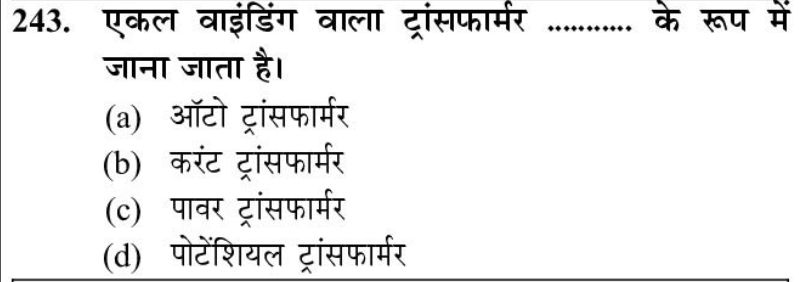 243. एकल वाइंडिंग वाला ट्रांसफार्मर ............ के रूप में
जाना जाता है।
(a) ऑटो ट्रांसफार्मर
(b) करंट ट्रांसफार्मर
(c) पावर ट्रांसफार्मर
(d) पोटेंशियल ट्रांसफार्मर